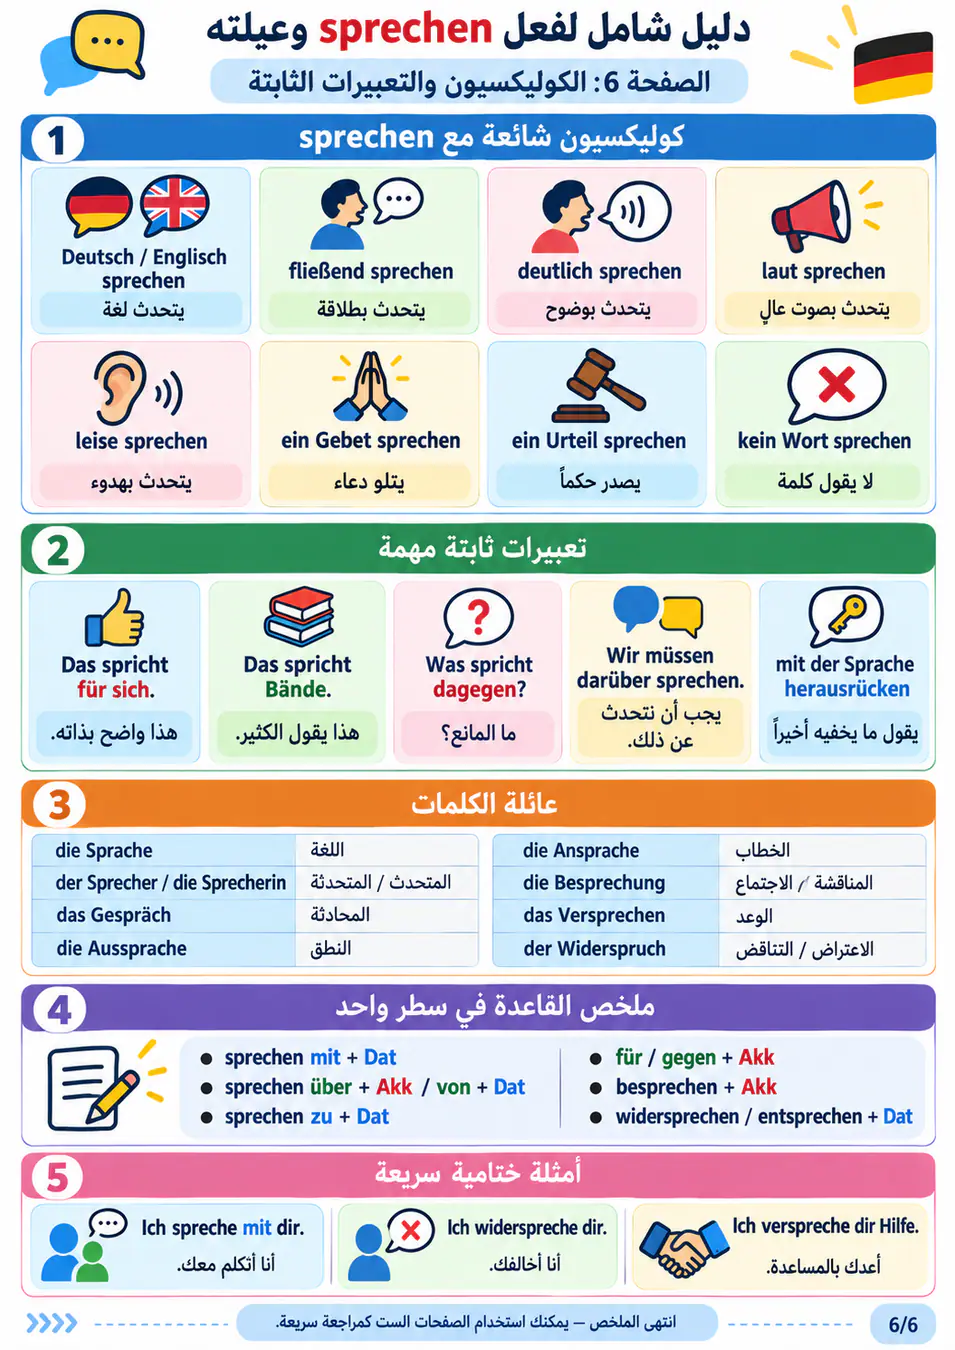 دليل شامل لفعل sprechen وعيلته
الصفحة 6: الكوليكسيون والتعبيرات الثابتة
1
كوليكسيون شائعة مع sprechen
Deutsch / Englisch
sprechen
يتحدث لغة
fließend sprechen
يتحدث بطلاقة
deutlich sprechen
يتحدث بوضوح
laut sprechen
يتحدث بصوت عالٍ
leise sprechen
يتحدث بهدوء
ein Gebet sprechen
يتلو دعاء
ein Urteil sprechen
يصدر حكماً
kein Wort sprechen
لا يقول كلمة
2
تعبيرات ثابتة مهمة
Das spricht
für sich.
هذا واضح بذاته.
Das spricht
Bände.
هذا يقول الكثير.
?
Was spricht
dagegen?
ما المانع؟
Wir müssen
darüber sprechen.
يجب أن نتحدث
عن ذلك.
mit der Sprache
herausrücken
يقول ما يخفيه أخيراً
3
عائلة الكلمات
die Sprache
اللغة
der Sprecher / die Sprecherin
المتحدث / المتحدثة
das Gespräch
المحادثة
die Aussprache
النطق
die Ansprache
الخطاب
die Besprechung
المناقشة / الاجتماع
das Versprechen
الوعد
der Widerspruch
الاعتراض / التناقض
4
ملخص القاعدة في سطر واحد
● sprechen mit + Dat
● sprechen über + Akk / von + Dat
● sprechen zu + Dat
● für / gegen + Akk
● besprechen + Akk
● widersprechen / entsprechen + Dat
5
أمثلة ختامية سريعة
Ich spreche mit dir.
أنا أتكلم معك.
Ich widerspreche dir.
أنا أخالفك.
Ich verspreche dir Hilfe.
أعدك بالمساعدة.
انتهى الملخص — يمكنك استخدام الصفحات الست كمراجعة سريعة.
6/6